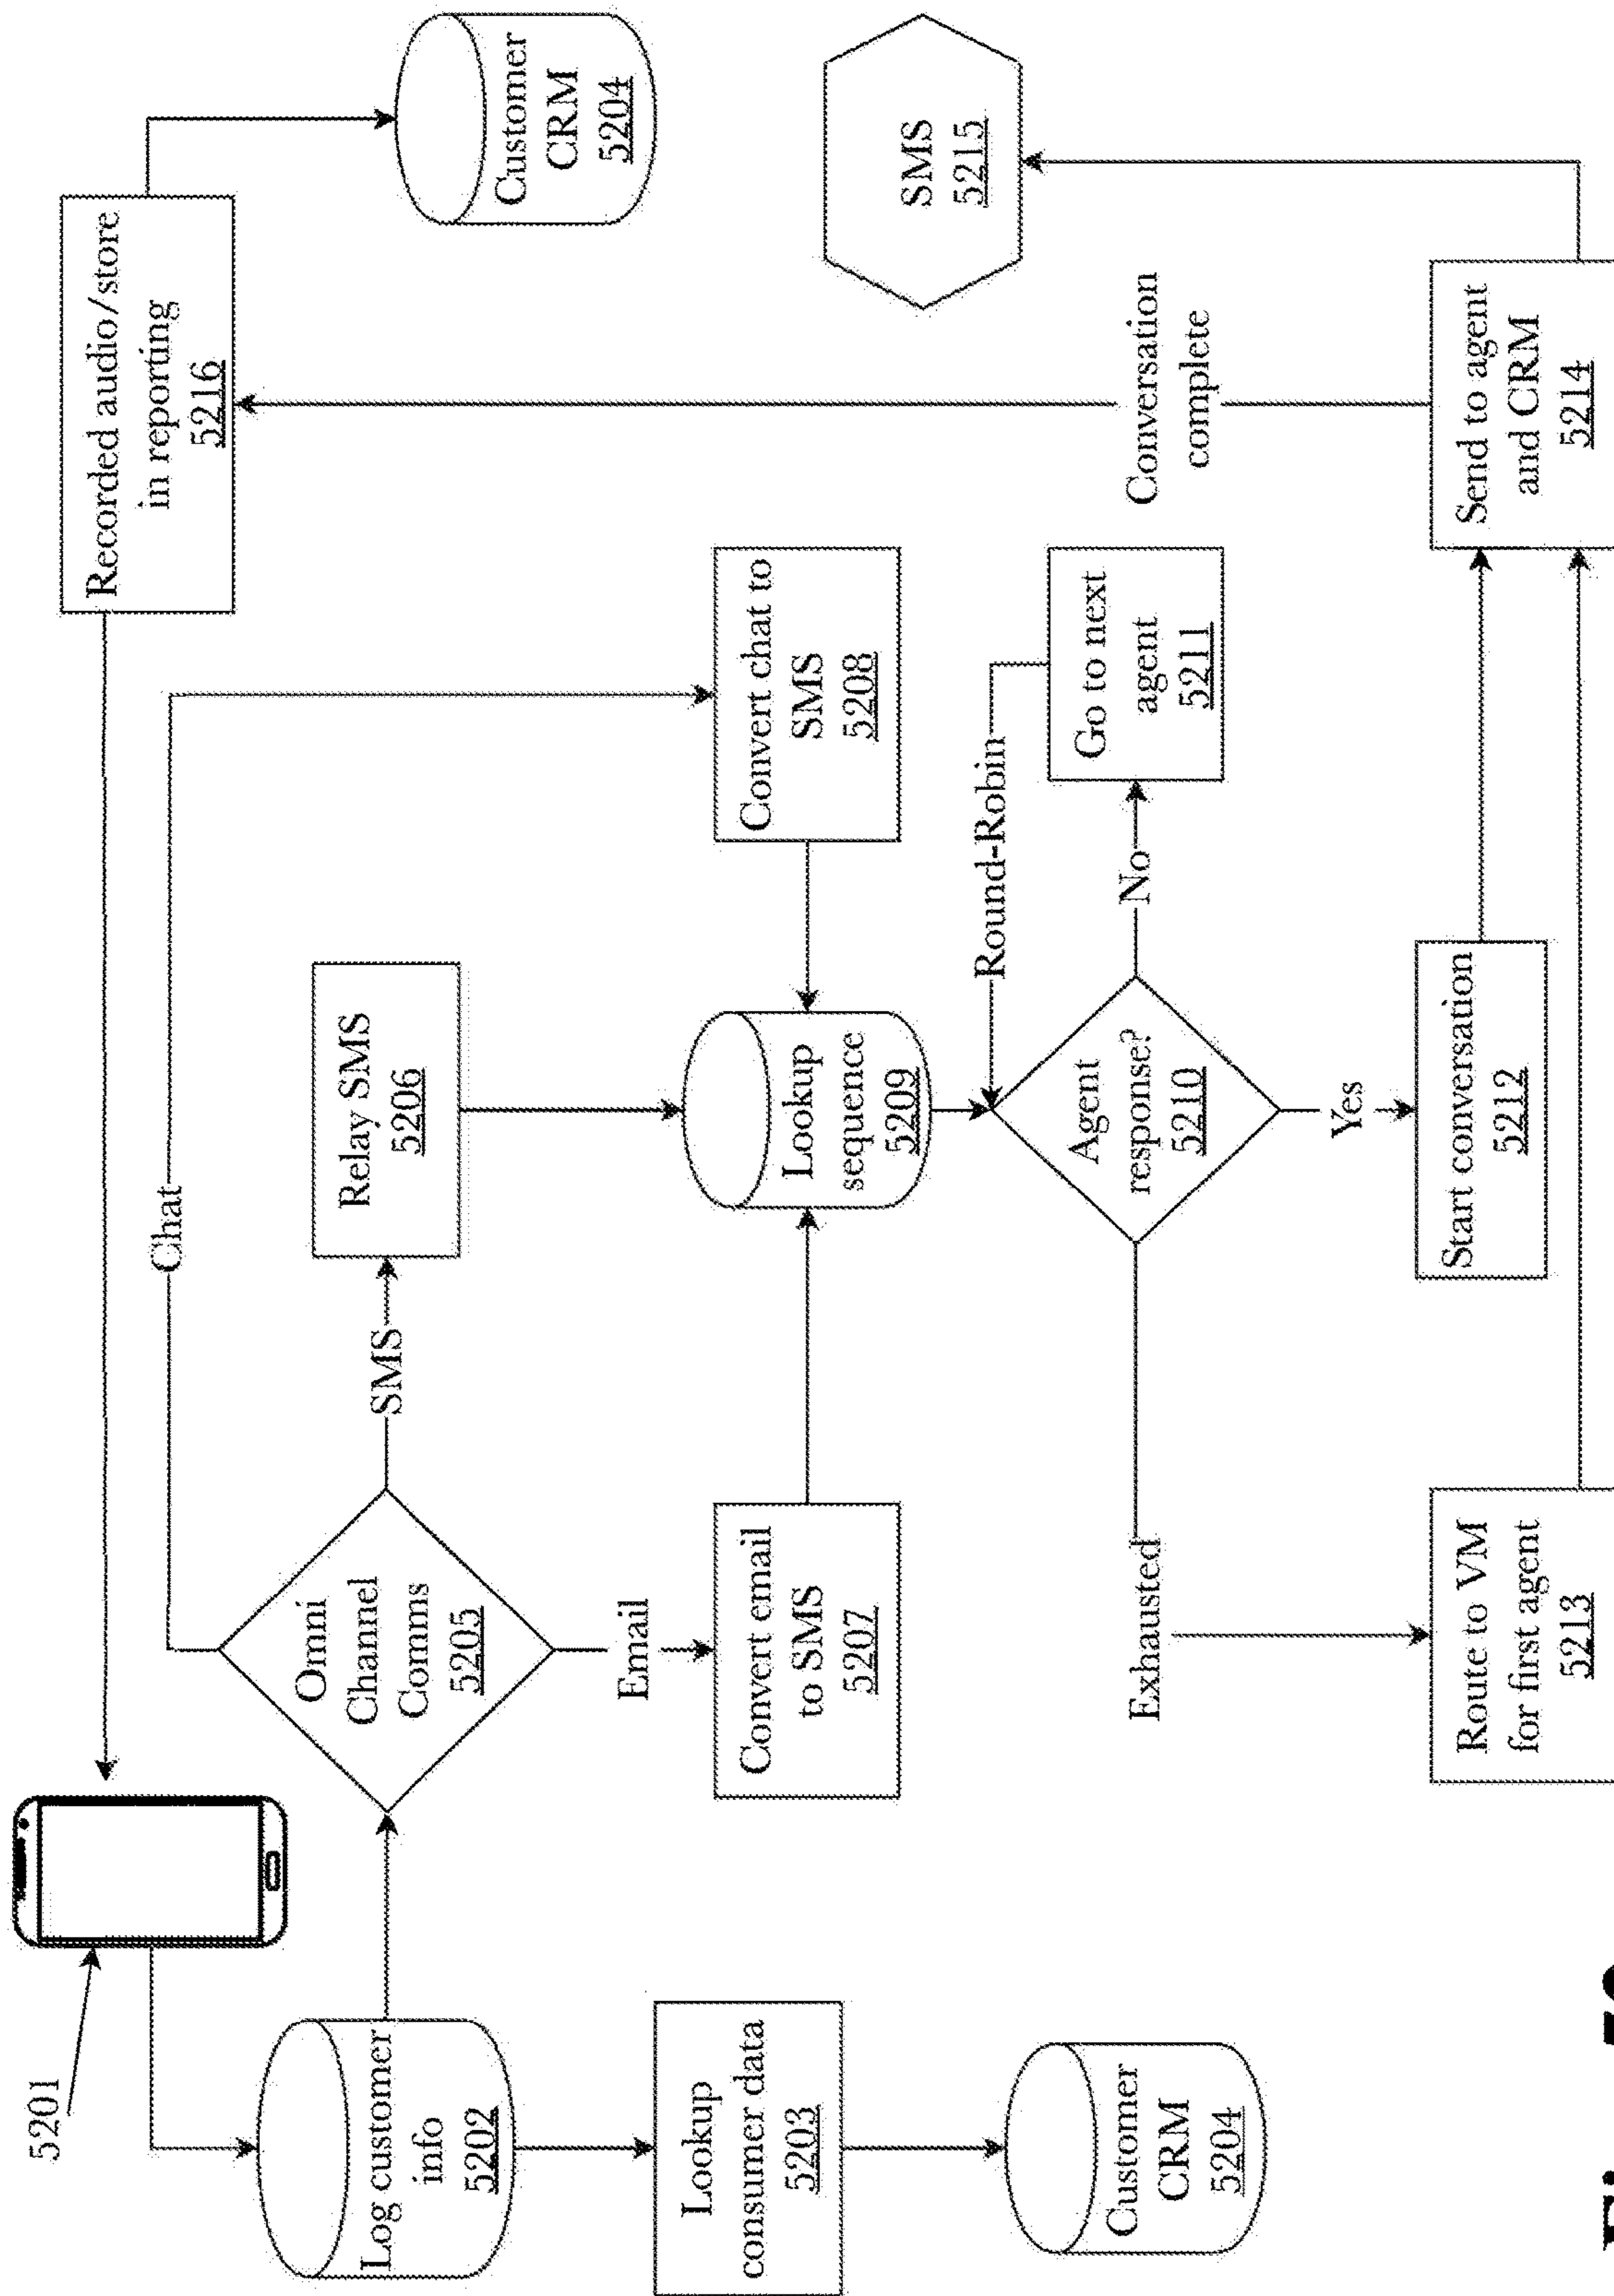 5201
Recorded audio/store
in reporting
5216
Chat
Log customer
info
5202
Omni
Channel
Comms
5205
SMS
Relay SMS
5206
Customer
CRM
5204
Email
Lookup
consumer data
5203
Convert email
to SMS
5207
Lookup
sequence
5209
Convert chat to
SMS
5208
SMS
5215
Round-Robin
Customer
CRM
5204
Exhausted
Agent
response?
5210
No
Go to next
agent
5211
Conversation
complete
Yes
Route to VM
for first agent
5213
Start conversation
5212
Send to agent
and CRM
5214